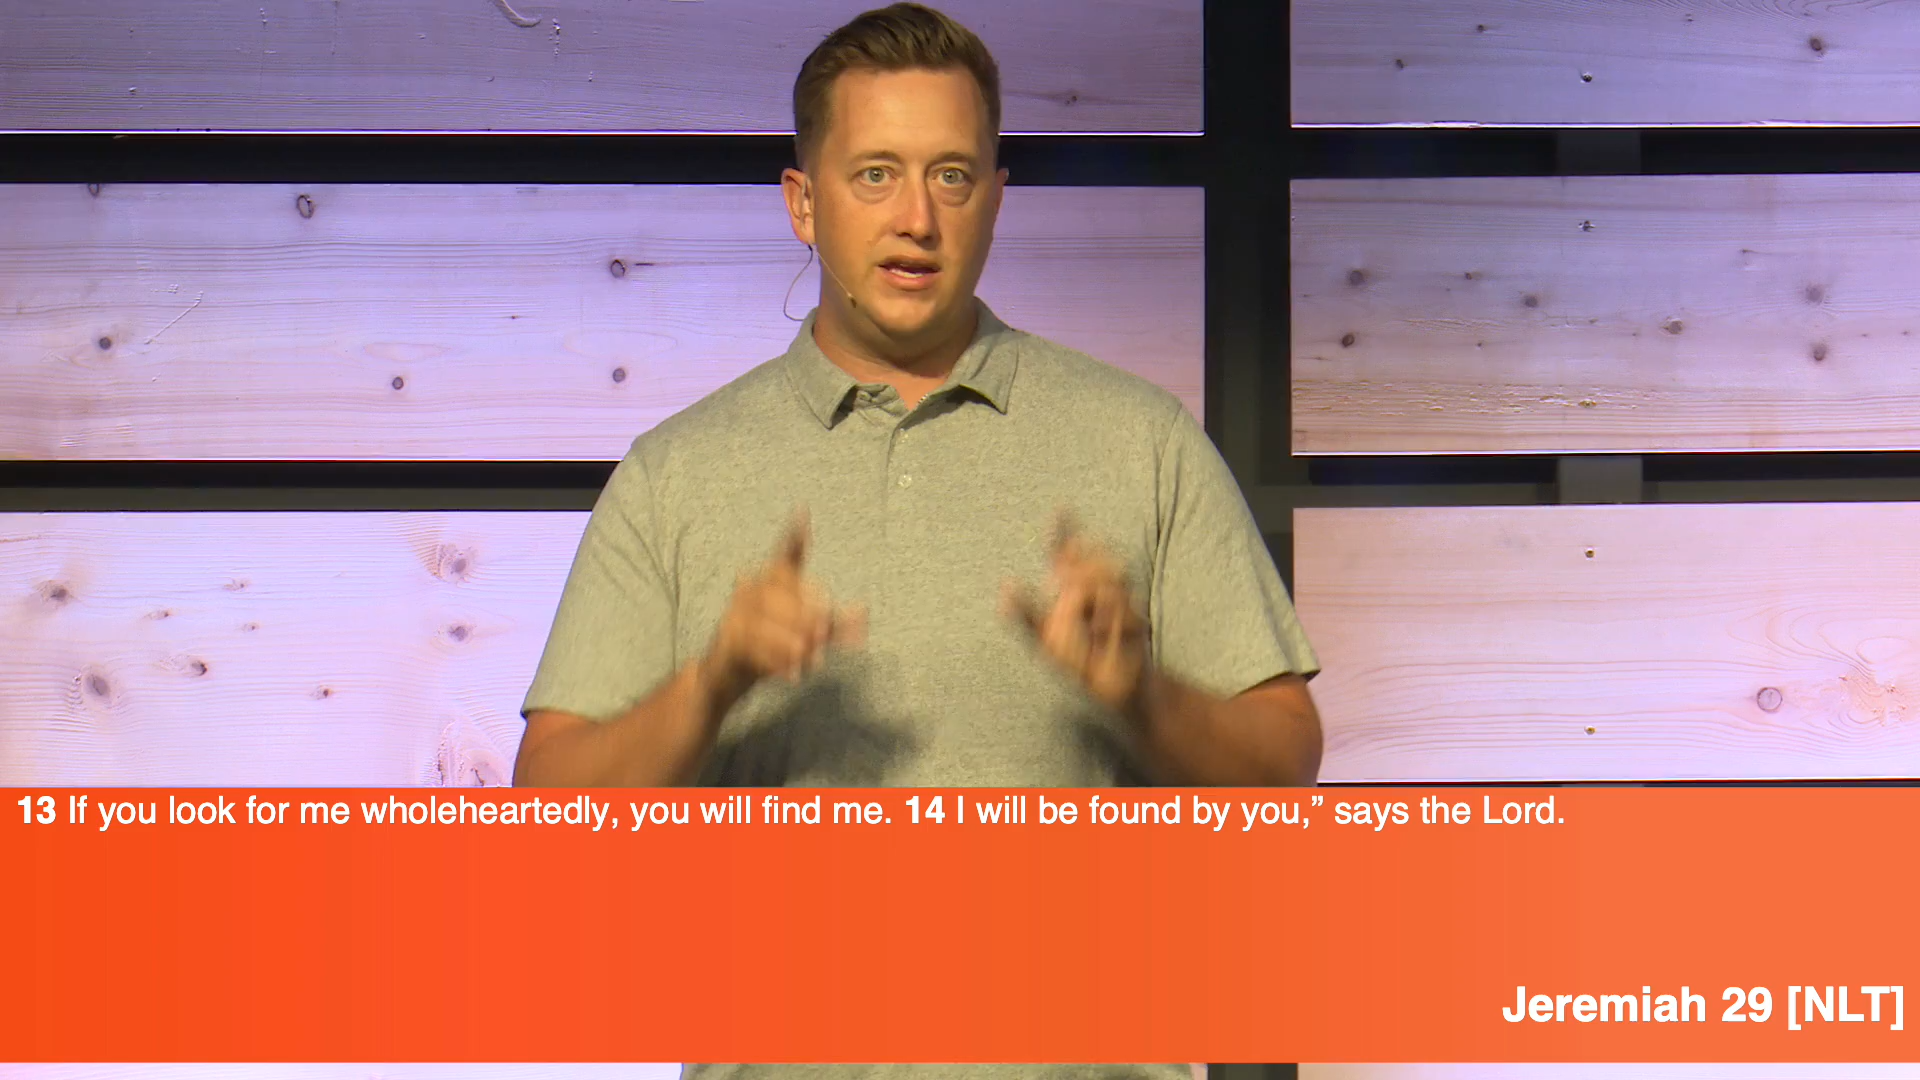 13 If you look for me wholeheartedly, you will find me. 14 I will be found by you,” says the Lord.
Jeremiah 29 [NLT]